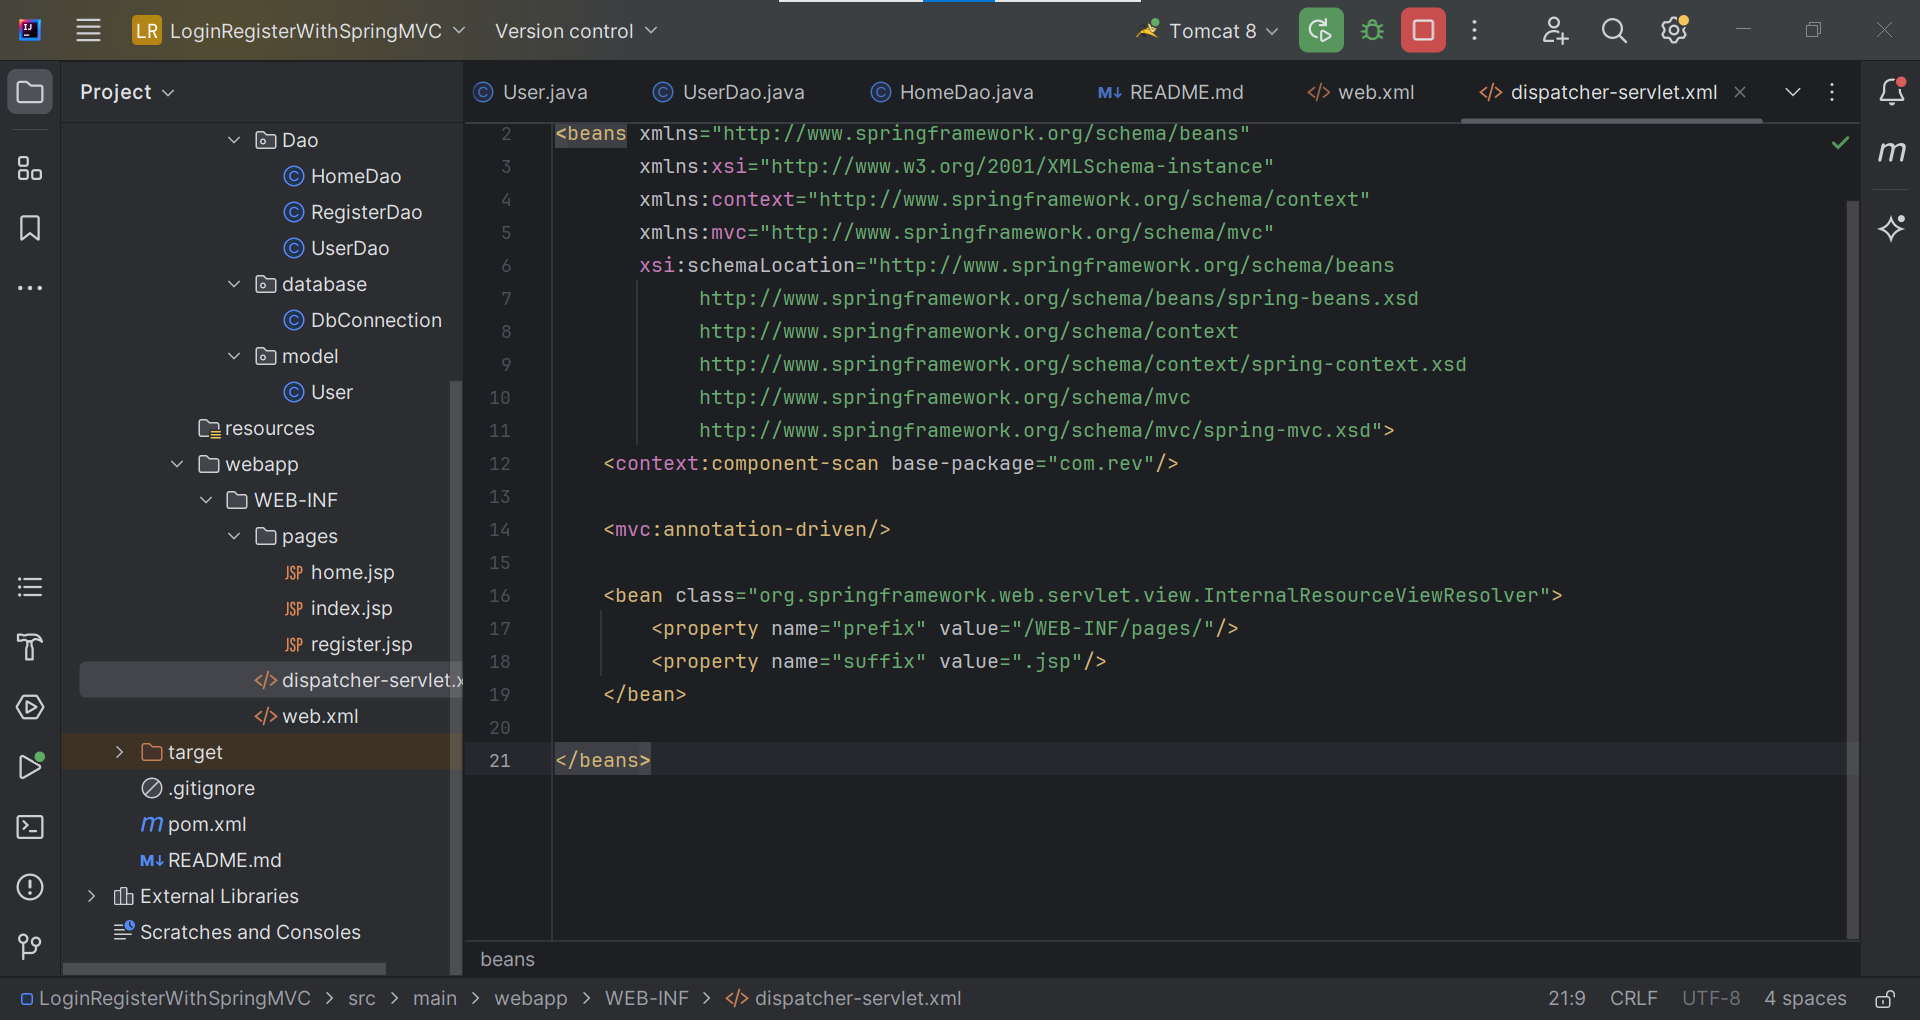 LR LoginRegisterWithSpringMVC Version control Tomcat 8
Project
User.java UserDao.java HomeDao.java README.md web.xml dispatcher-servlet.xml
Dao
HomeDao
RegisterDao
UserDao
database
DbConnection
model
User
resources
webapp
WEB-INF
pages
JSP home.jsp
JSP index.jsp
JSP register.jsp
</> dispatcher-servlet.x
</> web.xml
target
.gitignore
m pom.xml
M↓ README.md
External Libraries
Scratches and Consoles
2 <beans xmlns="http://www.springframework.org/schema/beans"
3 xmlns:xsi="http://www.w3.org/2001/XMLSchema-instance"
4 xmlns:context="http://www.springframework.org/schema/context"
5 xmlns:mvc="http://www.springframework.org/schema/mvc"
6 xsi:schemaLocation="http://www.springframework.org/schema/beans
7 http://www.springframework.org/schema/beans/spring-beans.xsd
8 http://www.springframework.org/schema/context
9 http://www.springframework.org/schema/context/spring-context.xsd
10 http://www.springframework.org/schema/mvc
11 http://www.springframework.org/schema/mvc/spring-mvc.xsd">
12 <context:component-scan base-package="com.rev"/>
13
14 <mvc:annotation-driven/>
15
16 <bean class="org.springframework.web.servlet.view.InternalResourceViewResolver">
17 <property name="prefix" value="/WEB-INF/pages/"/>
18 <property name="suffix" value=".jsp"/>
19 </bean>
20
21 </beans>
beans
LoginRegisterWithSpringMVC > src > main > webapp > WEB-INF > </> dispatcher-servlet.xml 21:9 CRLF UTF-8 4 spaces